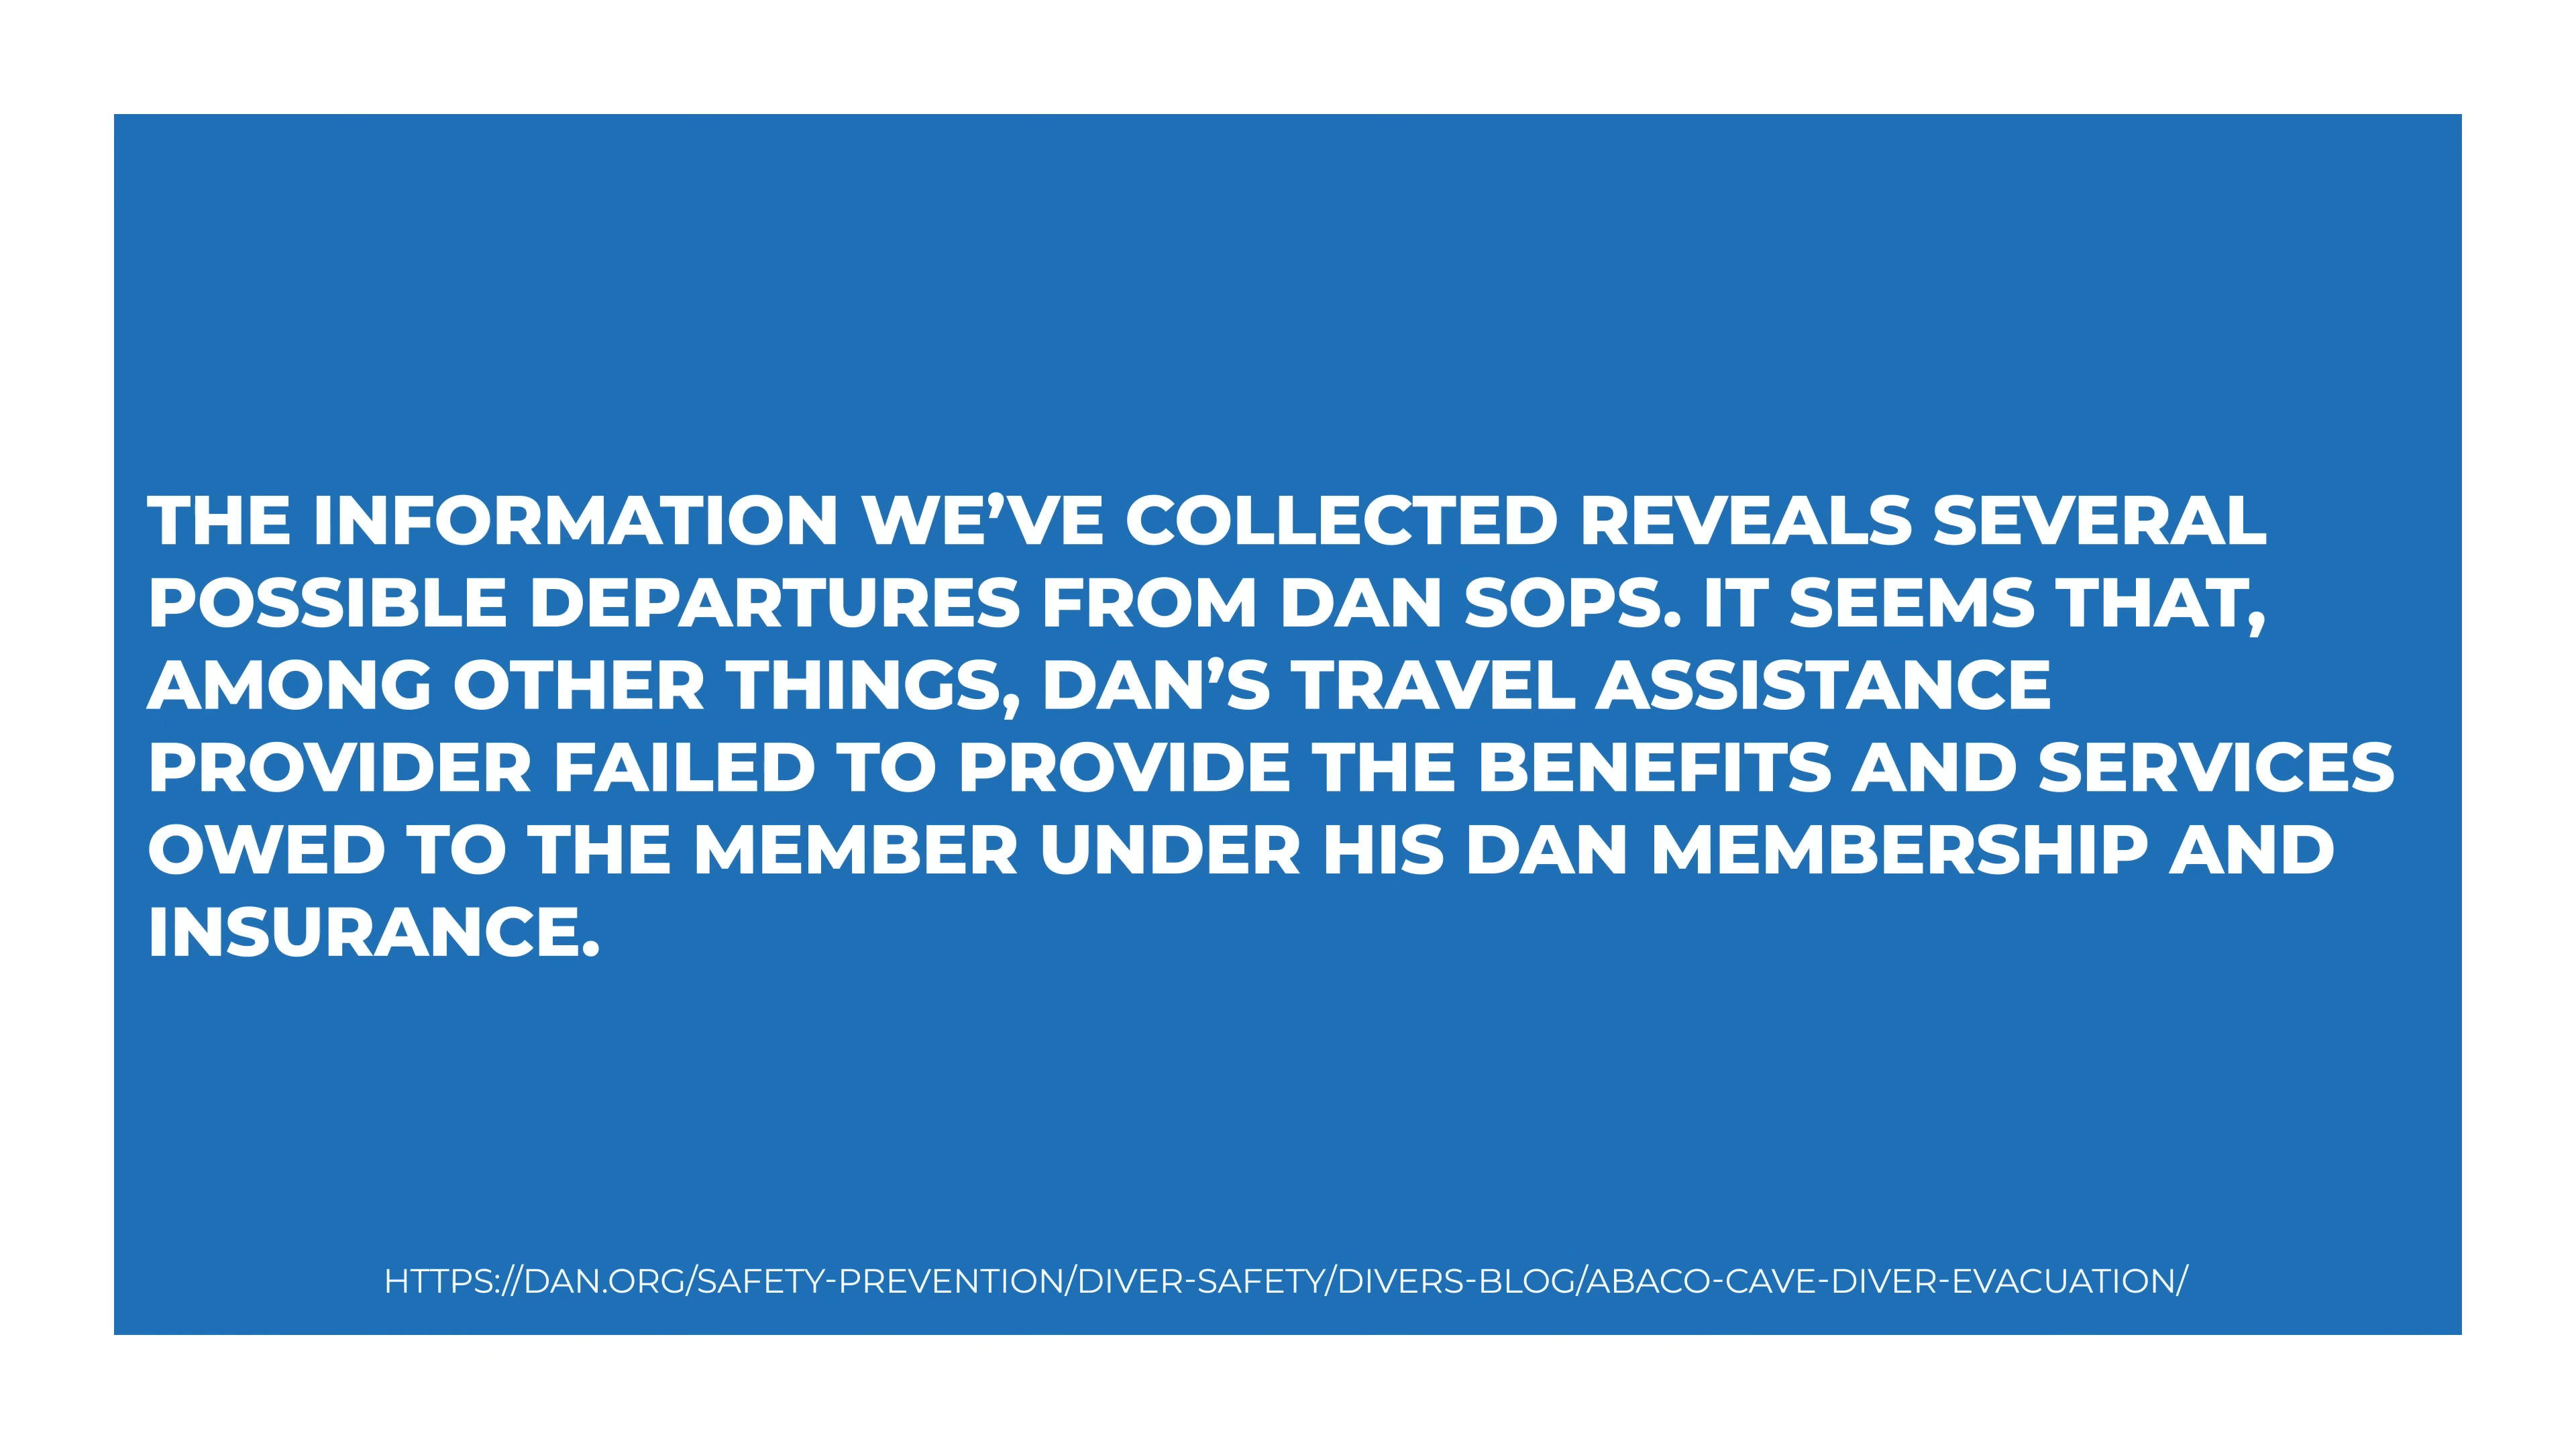 THE INFORMATION WE’VE COLLECTED REVEALS SEVERAL
POSSIBLE DEPARTURES FROM DAN SOPS. IT SEEMS THAT,
AMONG OTHER THINGS, DAN’S TRAVEL ASSISTANCE
PROVIDER FAILED TO PROVIDE THE BENEFITS AND SERVICES
OWED TO THE MEMBER UNDER HIS DAN MEMBERSHIP AND
INSURANCE.
HTTPS://DAN.ORG/SAFETY-PREVENTION/DIVER-SAFETY/DIVERS-BLOG/ABACO-CAVE-DIVER-EVACUATION/